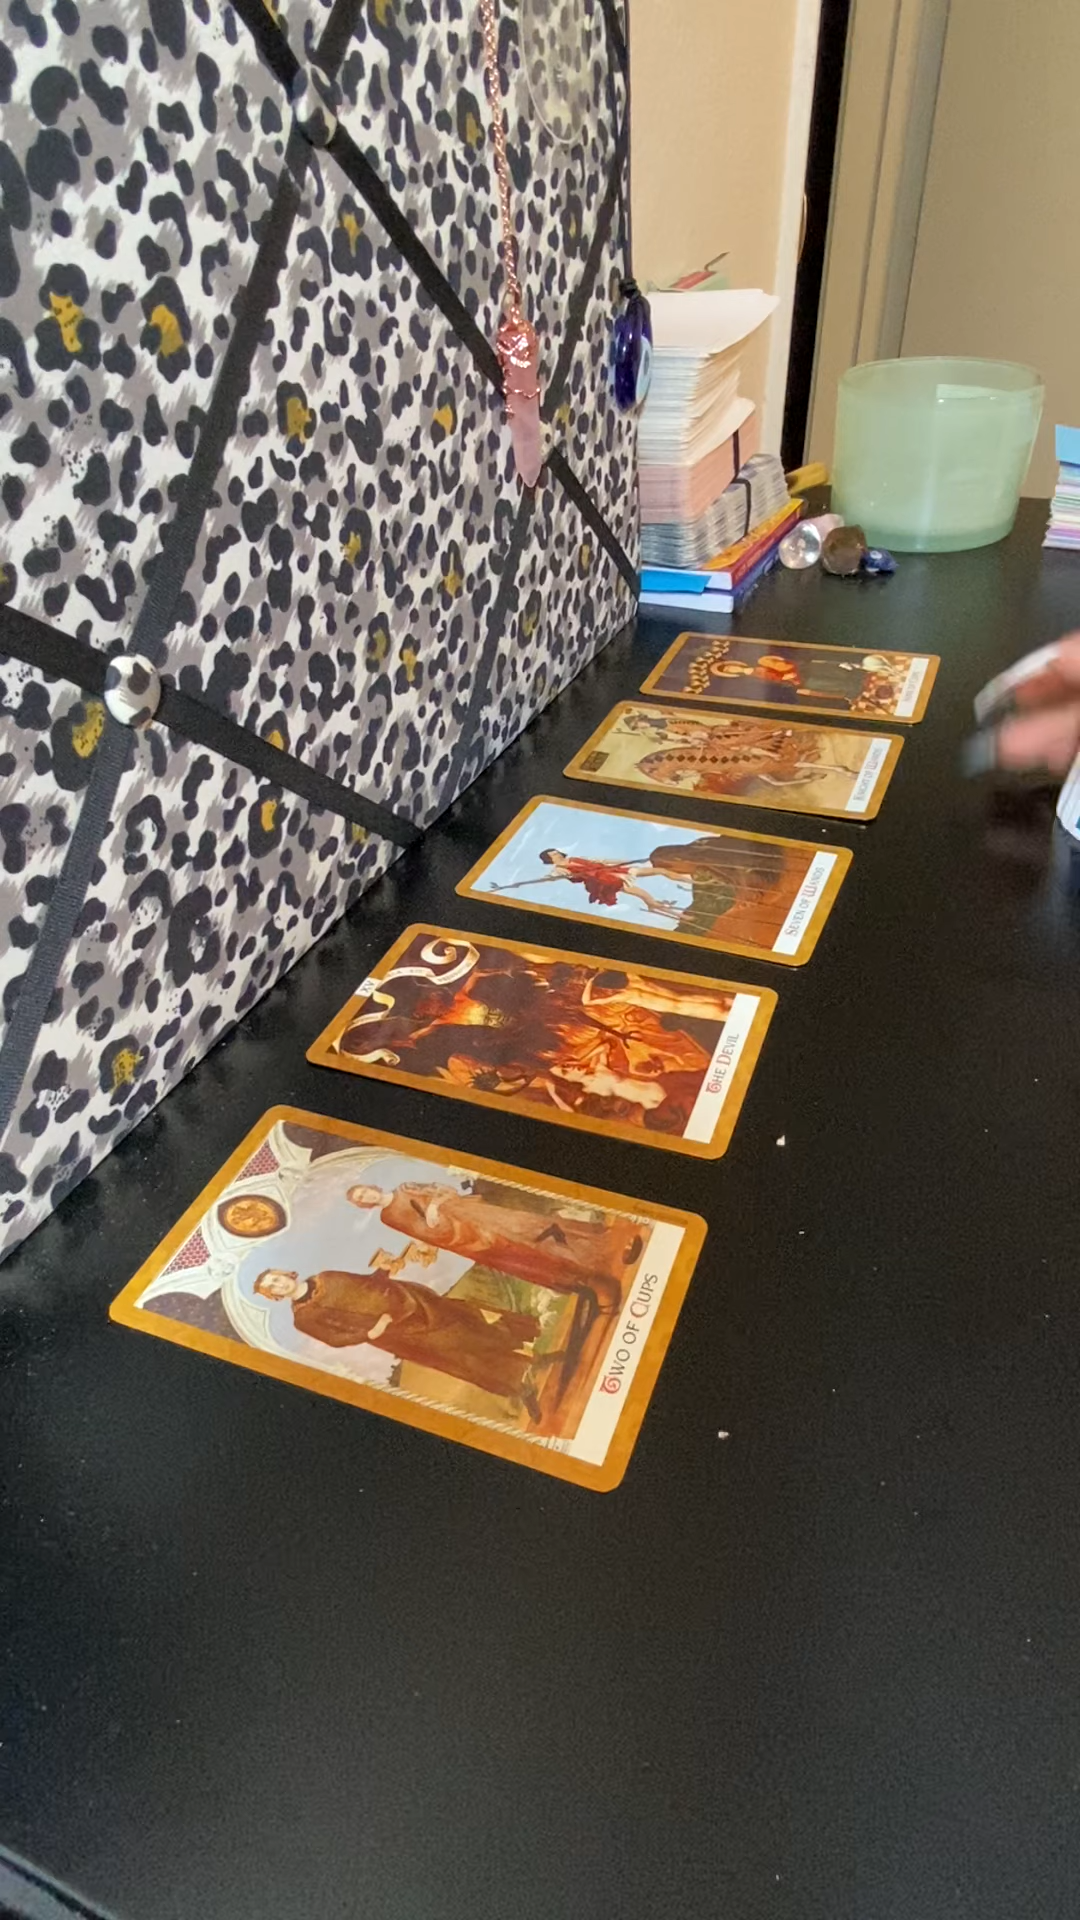 KNIGHT OF WANDS
SEVEN OF WANDS
XV
THE DEVIL
TWO OF CUPS